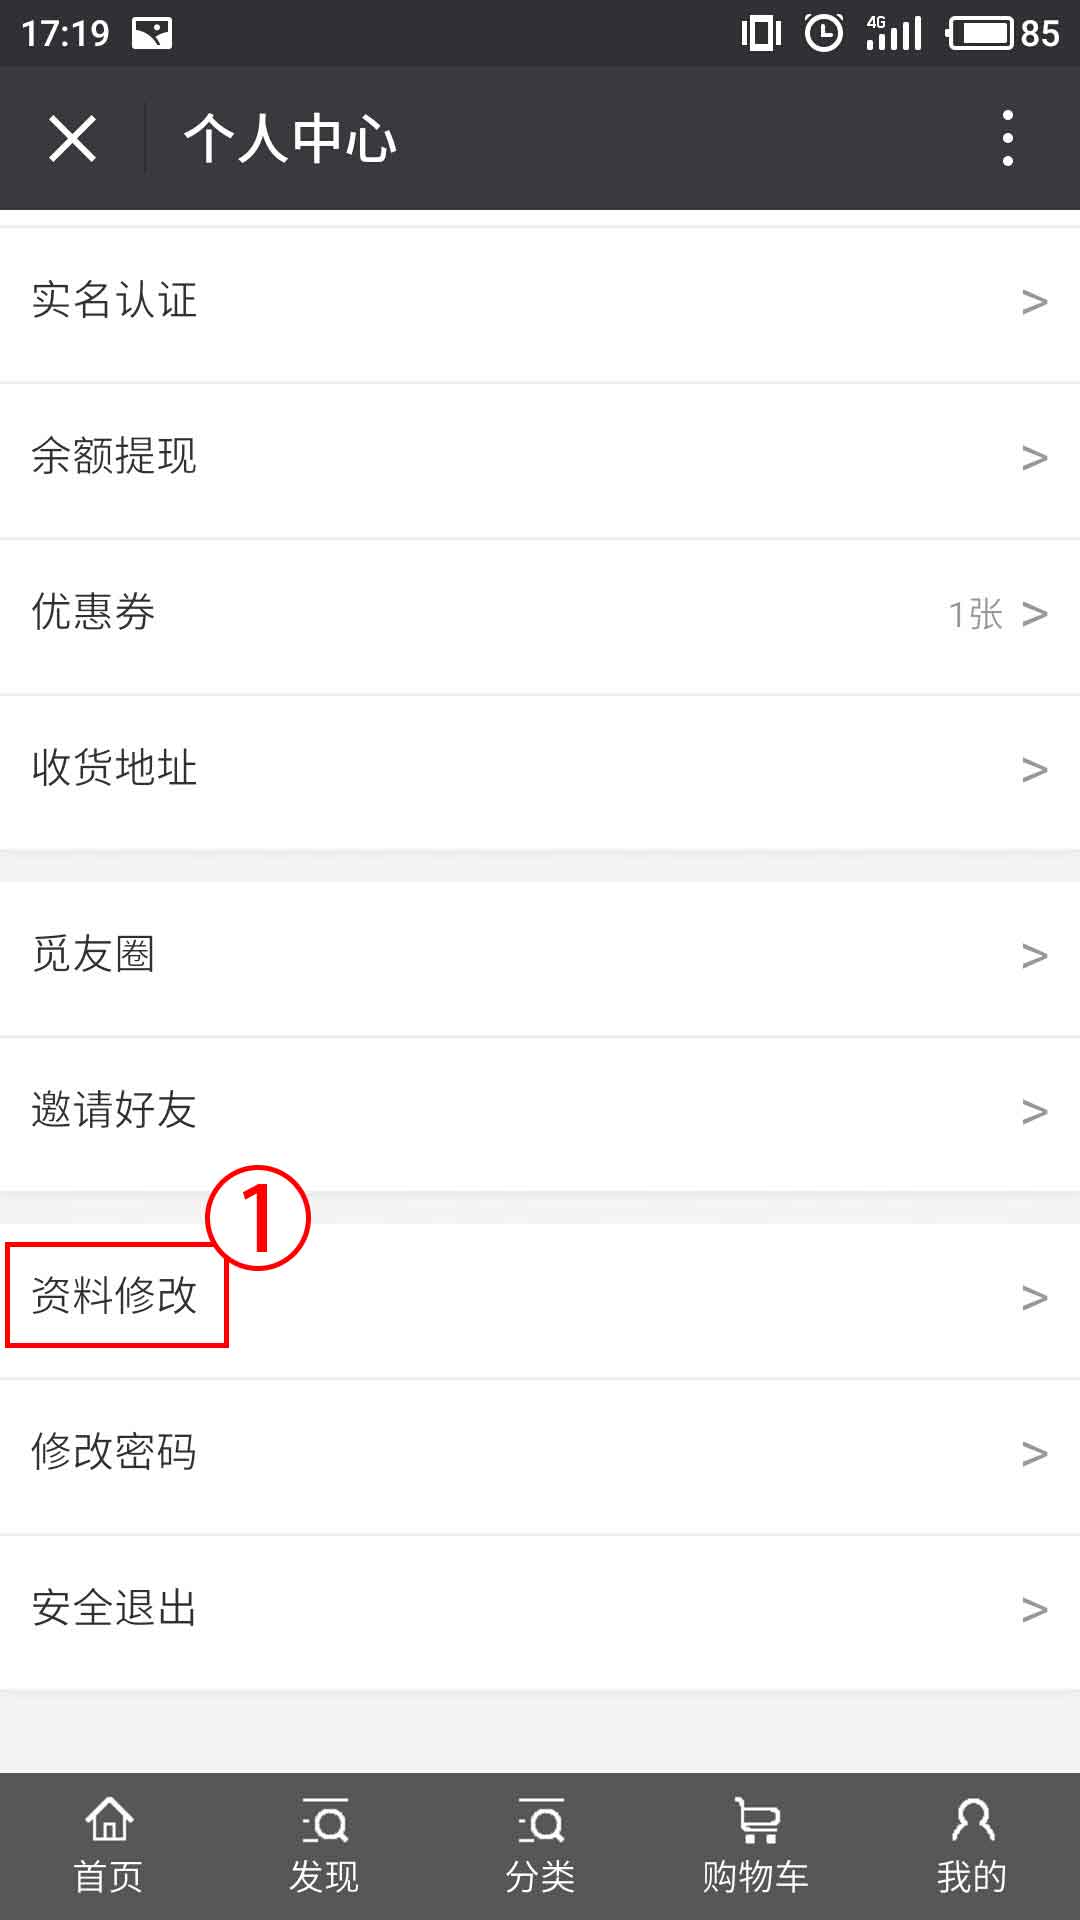 17:19 4G 85
个人中心
实名认证 >
余额提现 >
优惠券 1张 >
收货地址 >
觅友圈 >
邀请好友 >
1
资料修改 >
修改密码 >
安全退出 >
首页 发现 分类 购物车 我的